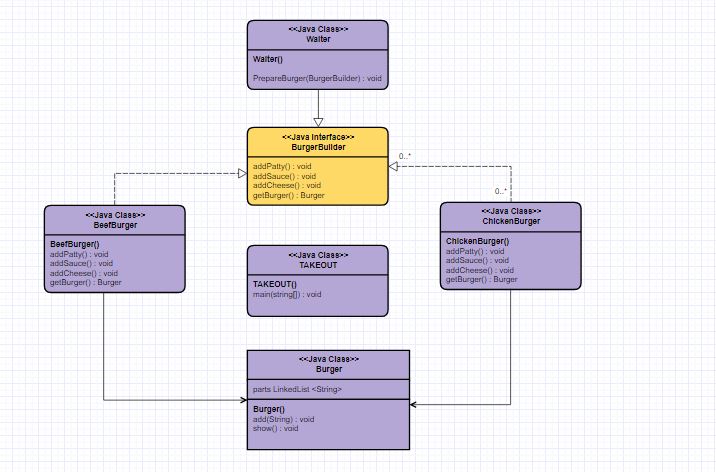 <<Java Class>>
Waiter
Waiter()
PrepareBurger(BurgerBuilder) : void
<<Java Interface>>
BurgerBuilder
addPatty() : void
addSauce() : void
addCheese() : void
getBurger() : Burger
0..*
0..*
<<Java Class>>
BeefBurger
BeefBurger()
addPatty() : void
addSauce() : void
addCheese() : void
getBurger() : Burger
<<Java Class>>
ChickenBurger
ChickenBurger()
addPatty() : void
addSauce() : void
addCheese() : void
getBurger() : Burger
<<Java Class>>
TAKEOUT
TAKEOUT()
main(string[]) : void
<<Java Class>>
Burger
parts LinkedList <String>
Burger()
add(String) : void
show() : void